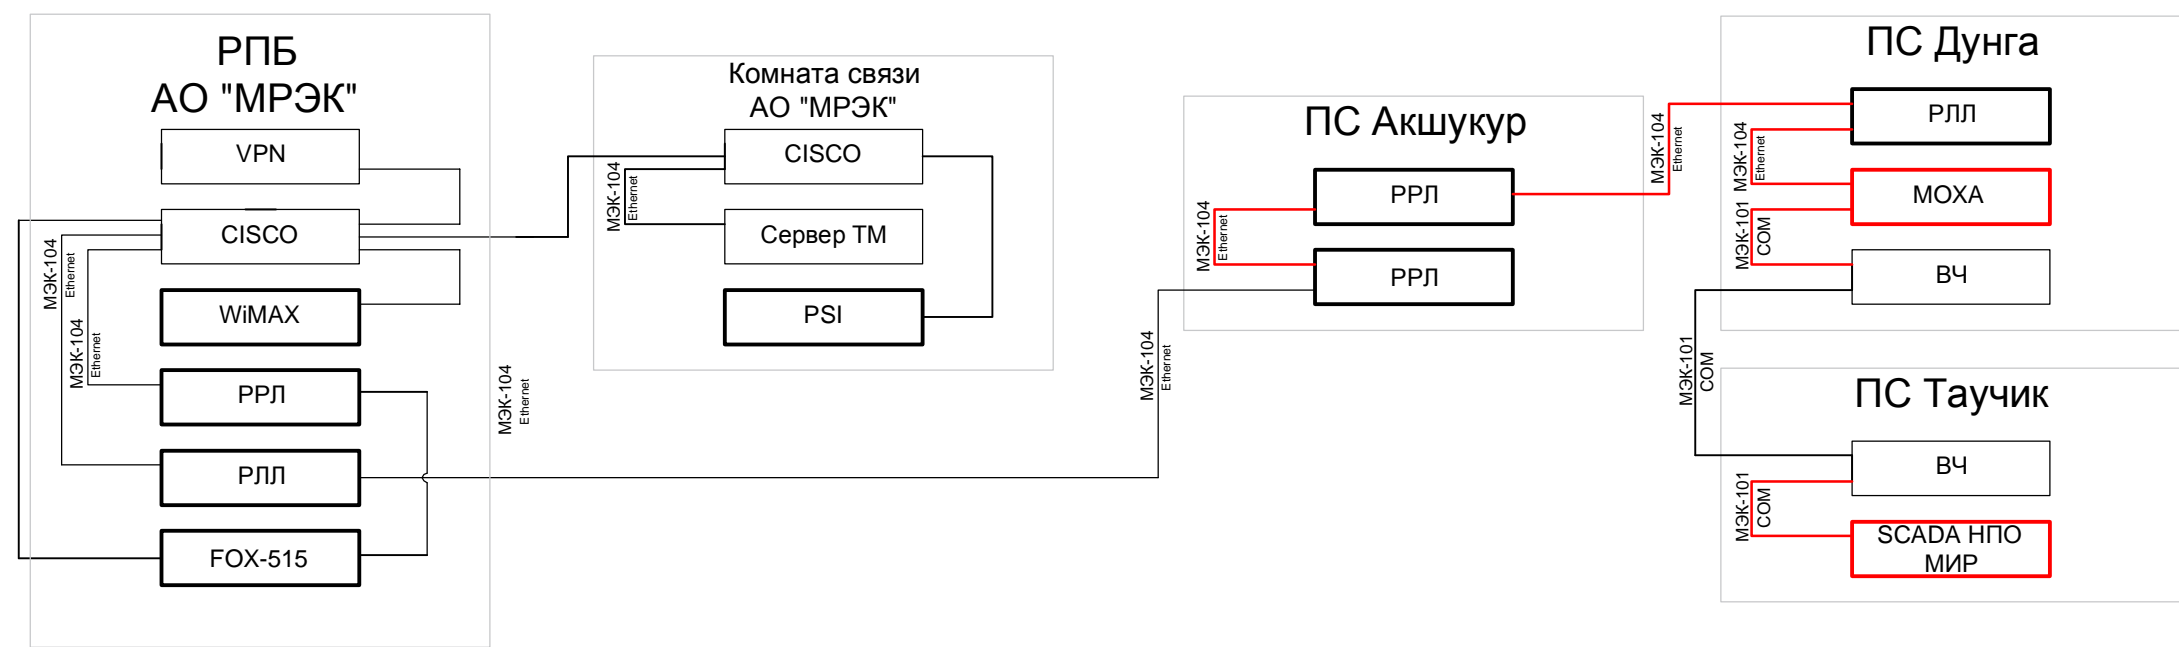 РПБ
АО "МРЭК"
VPN
CISCO
WiMAX
РРЛ
РЛЛ
FOX-515
МЭК-104
Ethernet
МЭК-104
Ethernet
МЭК-104
Ethernet
Комната связи
АО "МРЭК"
CISCO
Сервер ТМ
PSI
МЭК-104
Ethernet
ПС Акшукур
РРЛ
РРЛ
МЭК-104
Ethernet
МЭК-104
Ethernet
МЭК-104
Ethernet
ПС Дунга
РЛЛ
МОХА
ВЧ
МЭК-104
Ethernet
МЭК-101
COM
МЭК-101
COM
ПС Таучик
ВЧ
SCADA НПО
МИР
МЭК-101
COM